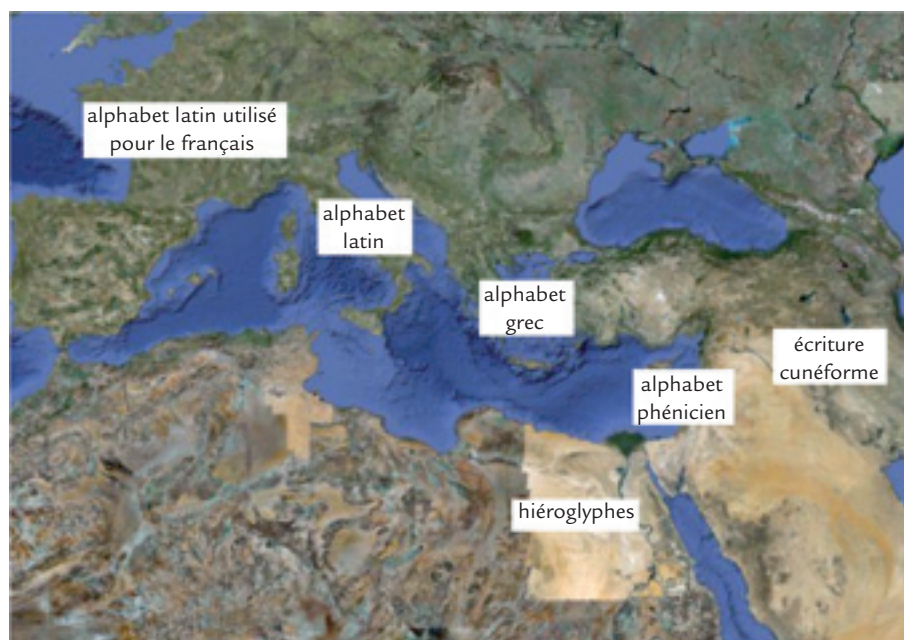 alphabet latin utilisé
pour le français
alphabet
latin
alphabet
grec
écriture
cunéforme
alphabet
phénicien
hiéroglyphes